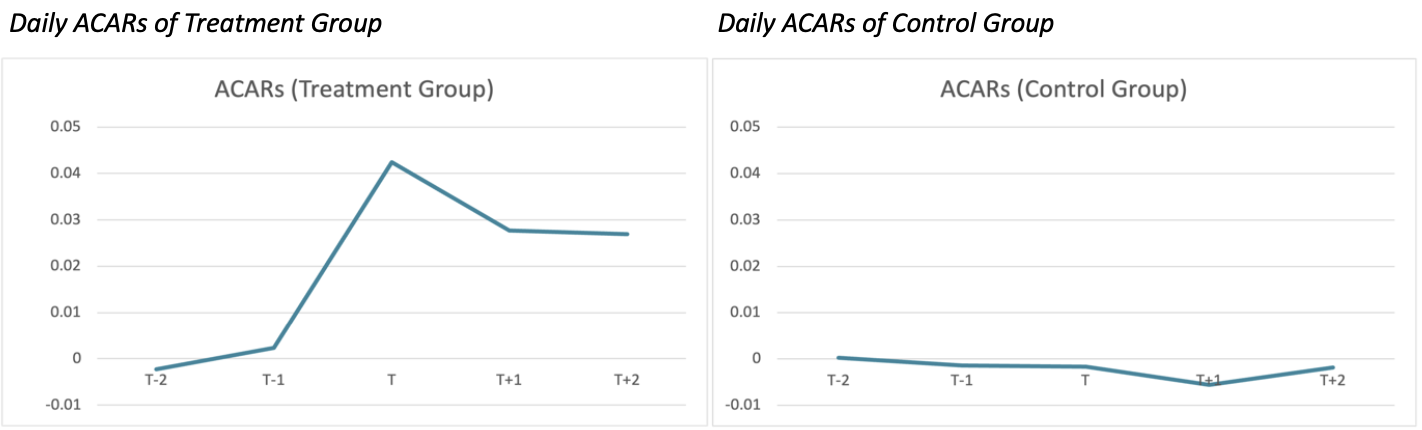 Daily ACARs of Treatment Group
Daily ACARs of Control Group
ACARs (Treatment Group)
0.05
0.04
0.03
0.02
0.01
0
-0.01
T-2 T-1 T T+1 T+2
ACARs (Control Group)
0.05
0.04
0.03
0.02
0.01
0
-0.01
T-2 T-1 T T+1 T+2